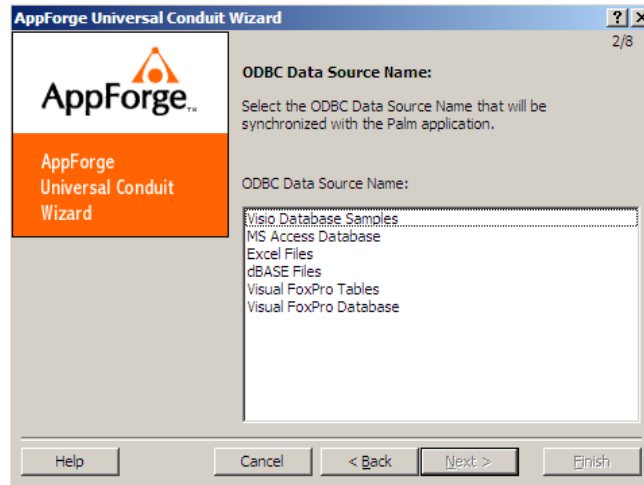 AppForge Universal Conduit Wizard
2/8
AppForge™
AppForge
Universal Conduit
Wizard
ODBC Data Source Name:
Select the ODBC Data Source Name that will be
synchronized with the Palm application.
ODBC Data Source Name:
Visio Database Samples
MS Access Database
Excel Files
dBASE Files
Visual FoxPro Tables
Visual FoxPro Database
Help
Cancel
< Back
Next >
Finish